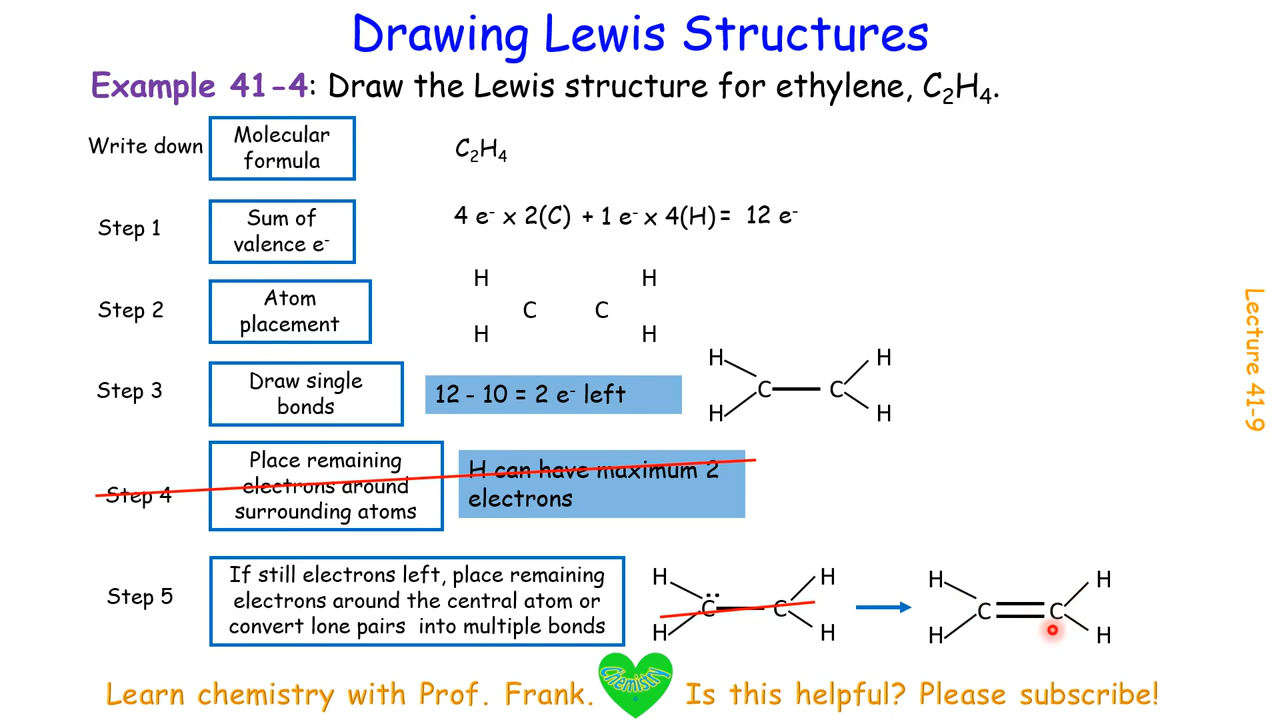 Drawing Lewis Structures
Example 41-4: Draw the Lewis structure for ethylene, C₂H₄.
Write down
Molecular
formula
C₂H₄
Step 1
Sum of
valence e⁻
4 e⁻ x 2(C) + 1 e⁻ x 4(H) = 12 e⁻
Step 2
Atom
placement
H H
C C
H H
Step 3
Draw single
bonds
12 - 10 = 2 e⁻ left
H H
C C
H H
Step 4
Place remaining
electrons around
surrounding atoms
H can have maximum 2
electrons
Step 5
If still electrons left, place remaining
electrons around the central atom or
convert lone pairs into multiple bonds
H H
C C
H H
H H
C C
H H
Lecture 41-9
Learn chemistry with Prof. Frank.
Chemistry
Is this helpful? Please subscribe!